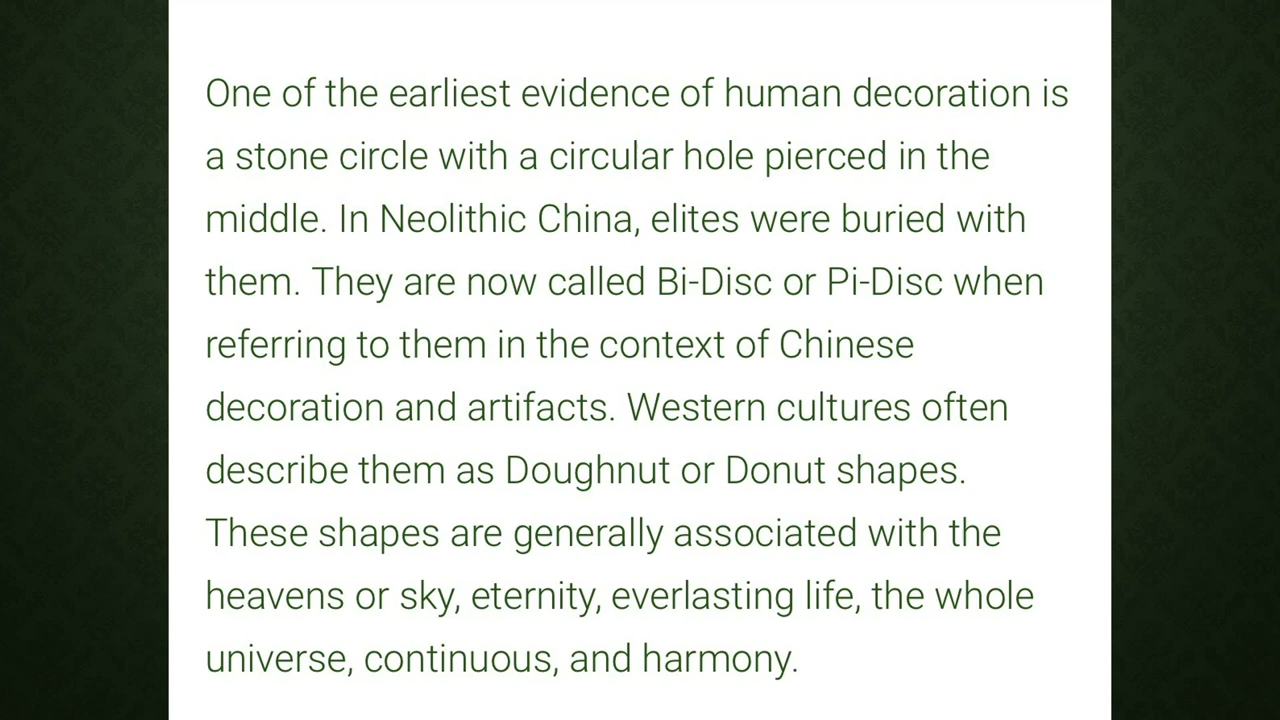 One of the earliest evidence of human decoration is
a stone circle with a circular hole pierced in the
middle. In Neolithic China, elites were buried with
them. They are now called Bi-Disc or Pi-Disc when
referring to them in the context of Chinese
decoration and artifacts. Western cultures often
describe them as Doughnut or Donut shapes.
These shapes are generally associated with the
heavens or sky, eternity, everlasting life, the whole
universe, continuous, and harmony.